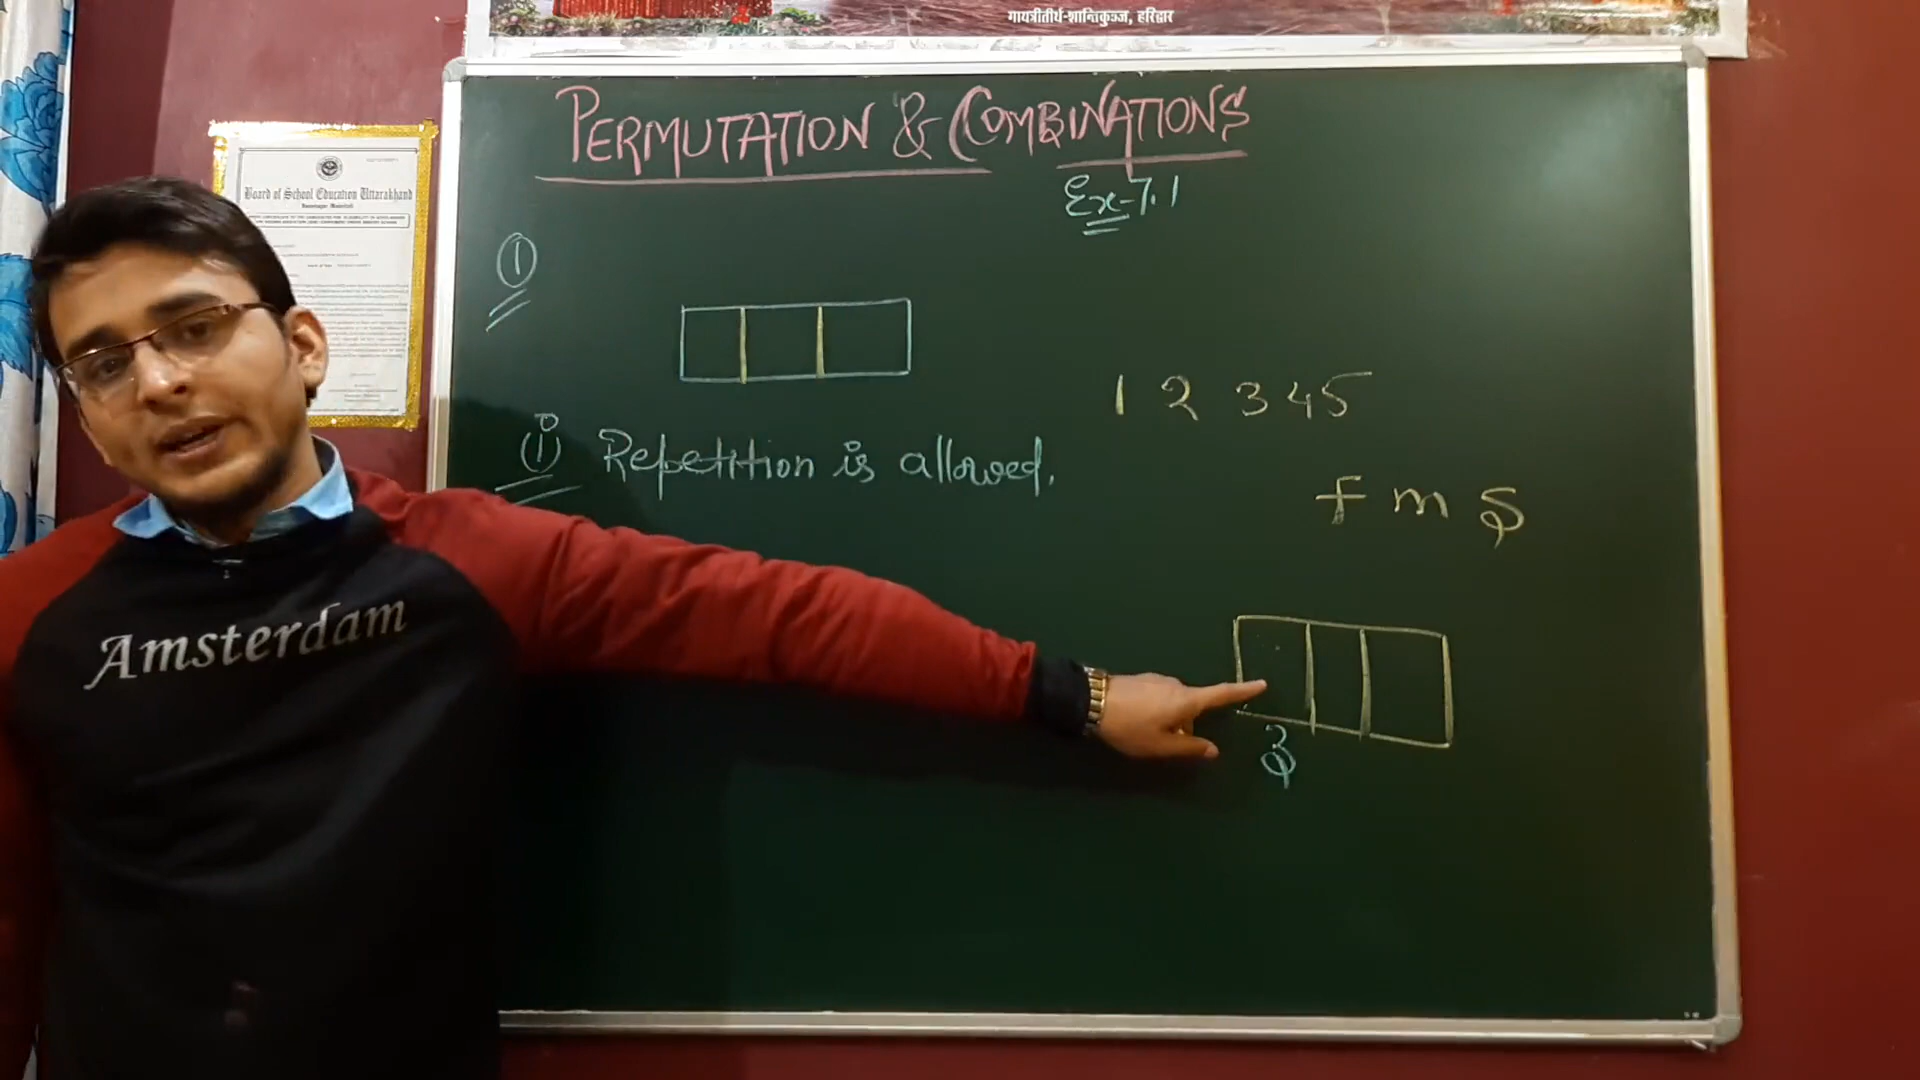 गायत्रीतीर्थ-शान्तिकुञ्ज, हरिद्वार
PERMUTATION & COMBINATIONS
Ex-7.1
Board of School Education Uttarakhand
①
1 2 3 4 5
(i) Repetition is allowed.
f m S
Amsterdam
3